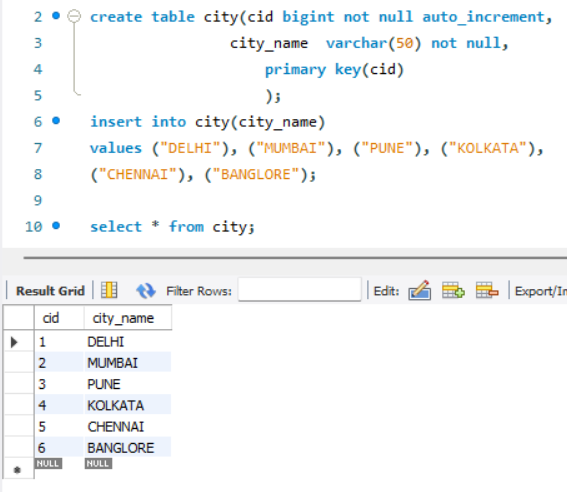 2 create table city(cid bigint not null auto_increment,
3 city_name varchar(50) not null,
4 primary key(cid)
5 );
6 insert into city(city_name)
7 values ("DELHI"), ("MUMBAI"), ("PUNE"), ("KOLKATA"),
8 ("CHENNAI"), ("BANGLORE");
9
10 select * from city;
Result Grid Filter Rows: Edit: Export/Im
cid city_name
1 DELHI
2 MUMBAI
3 PUNE
4 KOLKATA
5 CHENNAI
6 BANGLORE
NULL NULL